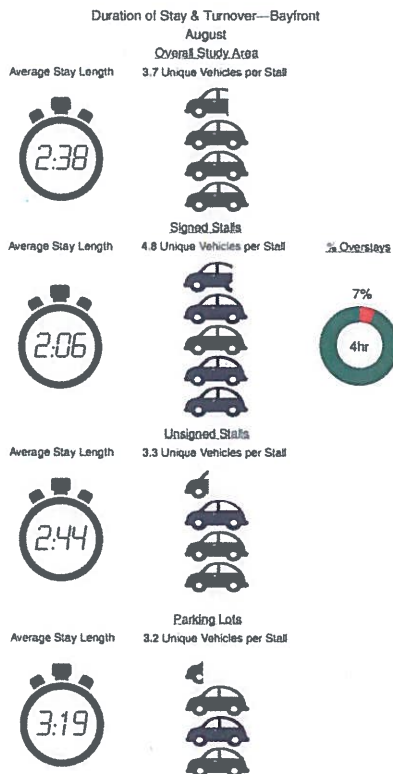 Duration of Stay & Turnover—Bayfront
August
Overall Study Area
Average Stay Length
3.7 Unique Vehicles per Stall
2:38
Signed Stalls
Average Stay Length
4.8 Unique Vehicles per Stall
% Overstays
2:06
7%
4hr
Unsigned Stalls
Average Stay Length
3.3 Unique Vehicles per Stall
2:44
Parking Lots
Average Stay Length
3.2 Unique Vehicles per Stall
3:19